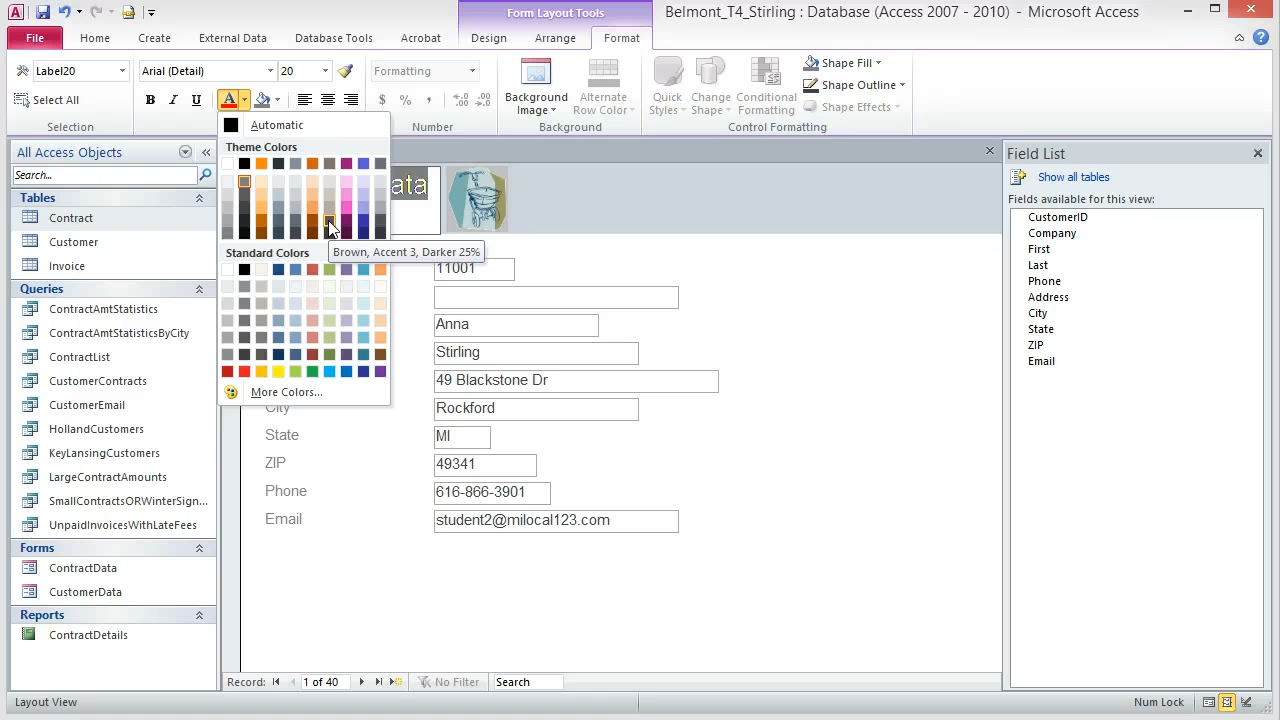 Form Layout Tools
Belmont_T4_Stirling : Database (Access 2007 - 2010) - Microsoft Access
File Home Create External Data Database Tools Acrobat Design Arrange Format
Label20 Arial (Detail) 20 Formatting
Shape Fill
Select All
B I U A $ % ,
Background Image
Alternate Row Color
Quick Styles
Change Shape
Conditional Formatting
Shape Outline
Shape Effects
Selection Number Background Control Formatting
Automatic
Theme Colors
Standard Colors
More Colors...
Brown, Accent 3, Darker 25%
All Access Objects
Search...
Tables
Contract
Customer
Invoice
Queries
ContractAmtStatistics
ContractAmtStatisticsByCity
ContractList
CustomerContracts
CustomerEmail
HollandCustomers
KeyLansingCustomers
LargeContractAmounts
SmallContractsORWinterSign...
UnpaidInvoicesWithLateFees
Forms
ContractData
CustomerData
Reports
ContractDetails
ata
11001
Anna
Stirling
49 Blackstone Dr
City Rockford
State MI
ZIP 49341
Phone 616-866-3901
Email student2@milocal123.com
Record: 1 of 40 No Filter Search
Field List
Show all tables
Fields available for this view:
CustomerID
Company
First
Last
Phone
Address
City
State
ZIP
Email
Layout View Num Lock